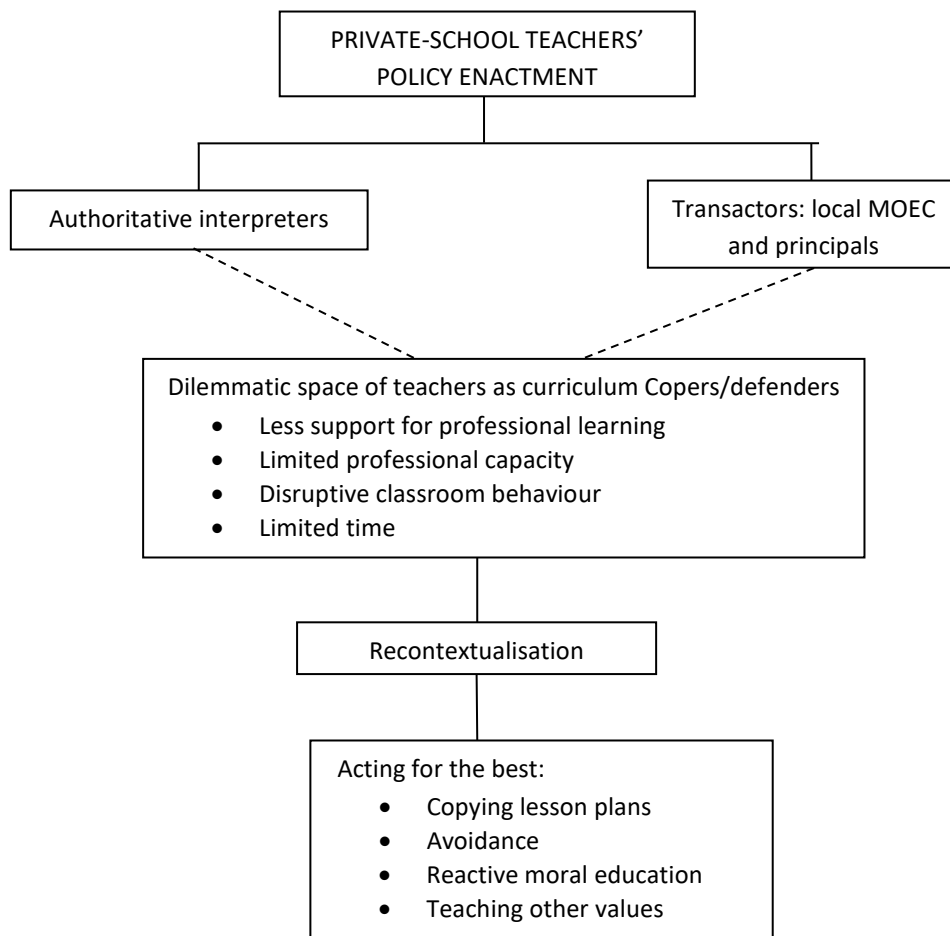 PRIVATE-SCHOOL TEACHERS’
POLICY ENACTMENT
Authoritative interpreters
Transactors: local MOEC
and principals
Dilemmatic space of teachers as curriculum Copers/defenders
• Less support for professional learning
• Limited professional capacity
• Disruptive classroom behaviour
• Limited time
Recontextualisation
Acting for the best:
• Copying lesson plans
• Avoidance
• Reactive moral education
• Teaching other values